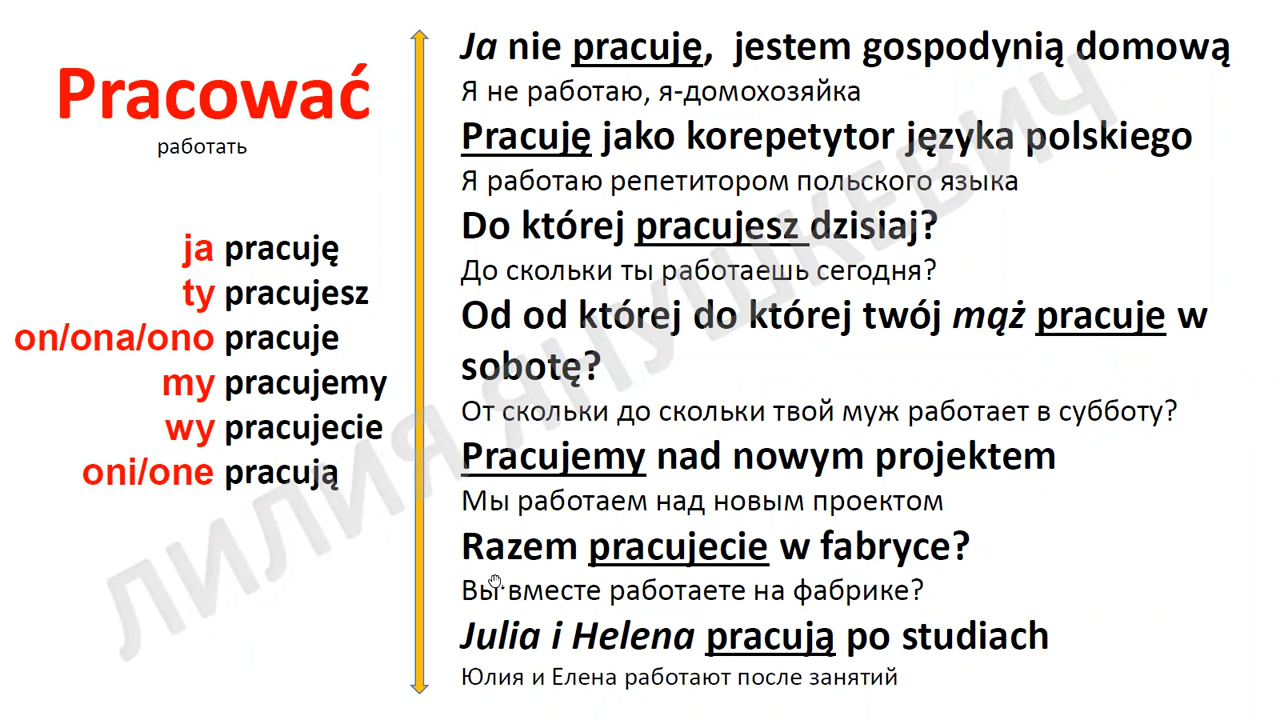 Pracować
работать
ja pracuję
ty pracujesz
on/ona/ono pracuje
my pracujemy
wy pracujecie
oni/one pracują
Ja nie pracuję, jestem gospodynią domową
Я не работаю, я-домохозяйка
Pracuję jako korepetytor języka polskiego
Я работаю репетитором польского языка
Do której pracujesz dzisiaj?
До скольки ты работаешь сегодня?
Od od której do której twój mąż pracuje w
sobotę?
От скольки до скольки твой муж работает в субботу?
Pracujemy nad nowym projektem
Мы работаем над новым проектом
Razem pracujecie w fabryce?
Вы вместе работаете на фабрике?
Julia i Helena pracują po studiach
Юлия и Елена работают после занятий
ЛИЛИЯ ЯНУШКЕВИЧ